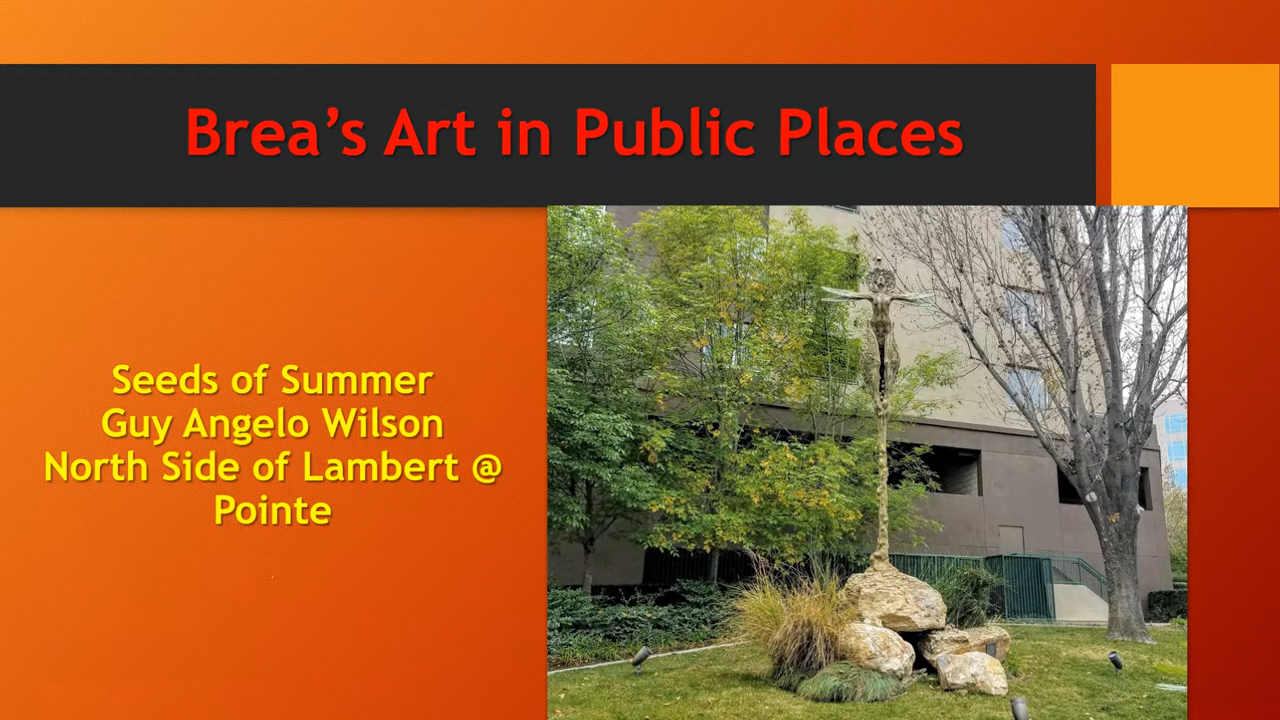 Brea’s Art in Public Places
Seeds of Summer
Guy Angelo Wilson
North Side of Lambert @
Pointe